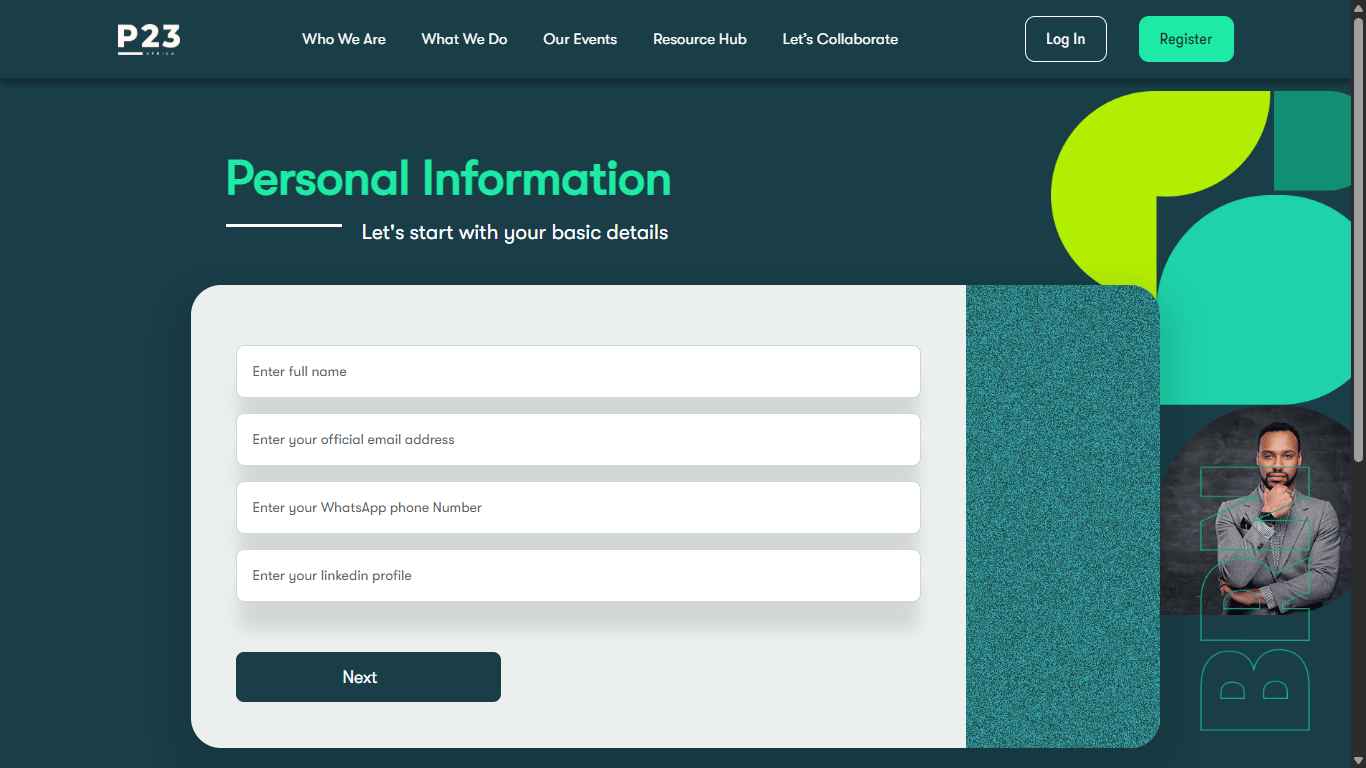 P23
AFRICA
Who We Are
What We Do
Our Events
Resource Hub
Let’s Collaborate
Log In
Register
Personal Information
Let's start with your basic details
Enter full name
Enter your official email address
Enter your WhatsApp phone Number
Enter your linkedin profile
Next